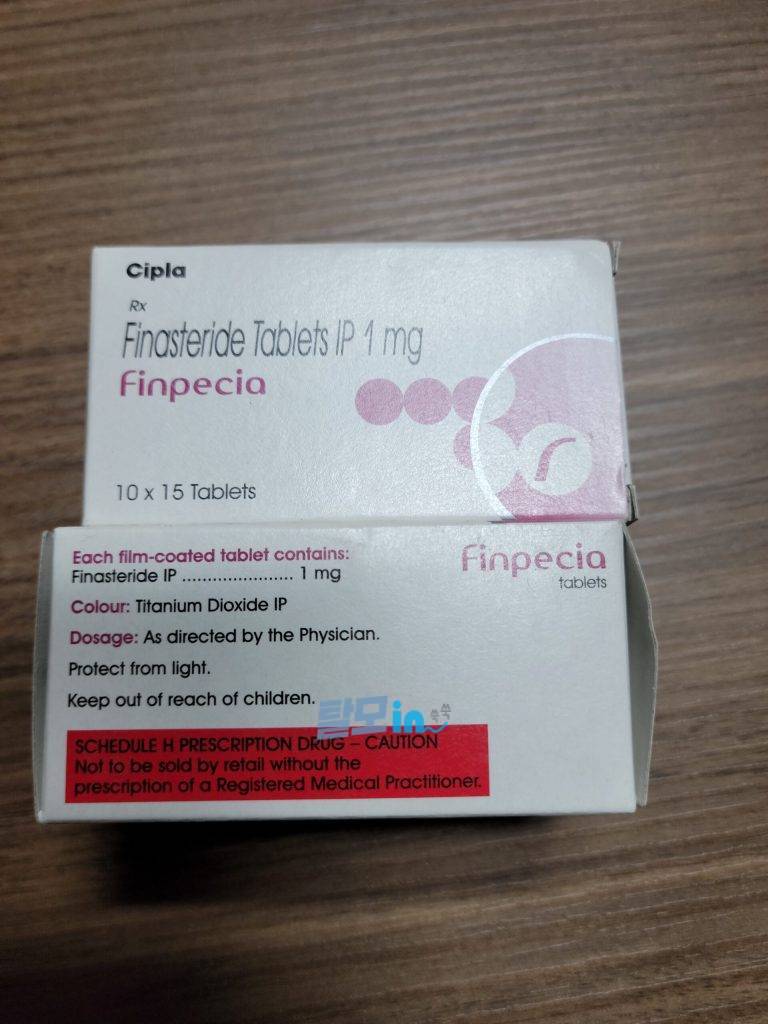 Cipla
Rx
Finasteride Tablets IP 1 mg
Finpecia
10 x 15 Tablets
Each film-coated tablet contains:
Finasteride IP ...................... 1 mg
Finpecia
tablets
Colour: Titanium Dioxide IP
Dosage: As directed by the Physician.
Protect from light.
Keep out of reach of children.
탈모in
SCHEDULE H PRESCRIPTION DRUG – CAUTION
Not to be sold by retail without the
prescription of a Registered Medical Practitioner.